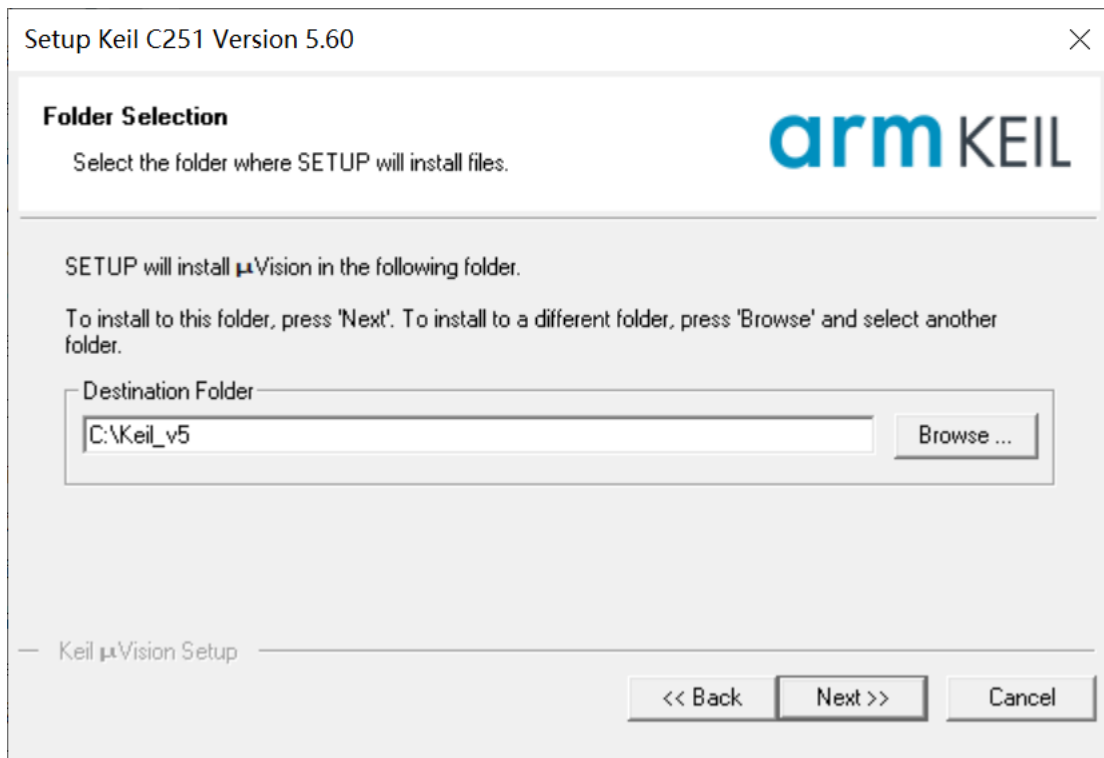 Setup Keil C251 Version 5.60
Folder Selection
arm KEIL
Select the folder where SETUP will install files.
SETUP will install µVision in the following folder.
To install to this folder, press 'Next'. To install to a different folder, press 'Browse' and select another
folder.
Destination Folder
C:\Keil_v5
Browse ...
Keil µVision Setup
<< Back
Next >>
Cancel